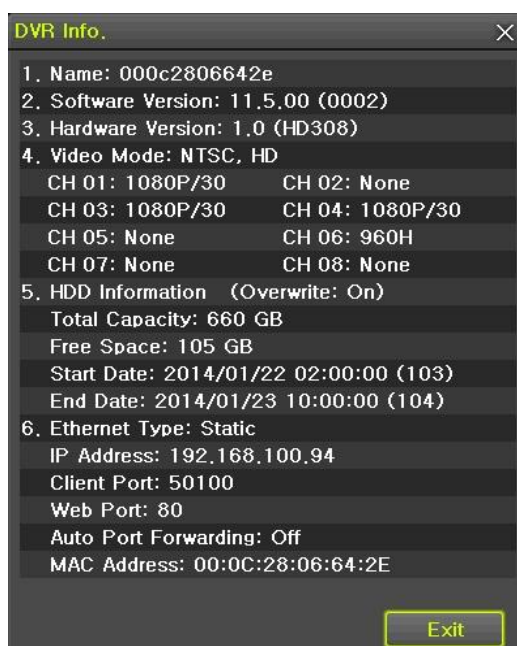 DVR Info.
1. Name: 000c2806642e
2. Software Version: 11.5.00 (0002)
3. Hardware Version: 1.0 (HD308)
4. Video Mode: NTSC, HD
CH 01: 1080P/30 CH 02: None
CH 03: 1080P/30 CH 04: 1080P/30
CH 05: None CH 06: 960H
CH 07: None CH 08: None
5. HDD Information (Overwrite: On)
Total Capacity: 660 GB
Free Space: 105 GB
Start Date: 2014/01/22 02:00:00 (103)
End Date: 2014/01/23 10:00:00 (104)
6. Ethernet Type: Static
IP Address: 192.168.100.94
Client Port: 50100
Web Port: 80
Auto Port Forwarding: Off
MAC Address: 00:0C:28:06:64:2E
Exit